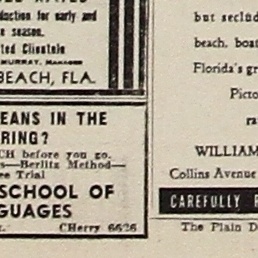 duction for early and
e season.
ted Clientele
MURRAY, MANAGER
BEACH, FLA.
EANS IN THE
RING?
CH before you go.
s—Berlitz Method—
ee Trial
SCHOOL OF
GUAGES
CHerry 6626
but seclud
beach, boat
Florida's gr
Picto
ra
WILLIAM
Collins Avenue
CAREFULLY
The Plain D